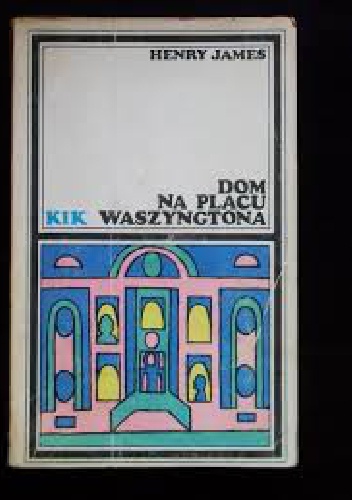 HENRY JAMES
DOM
NA PLACU
KIK WASZYNGTONA